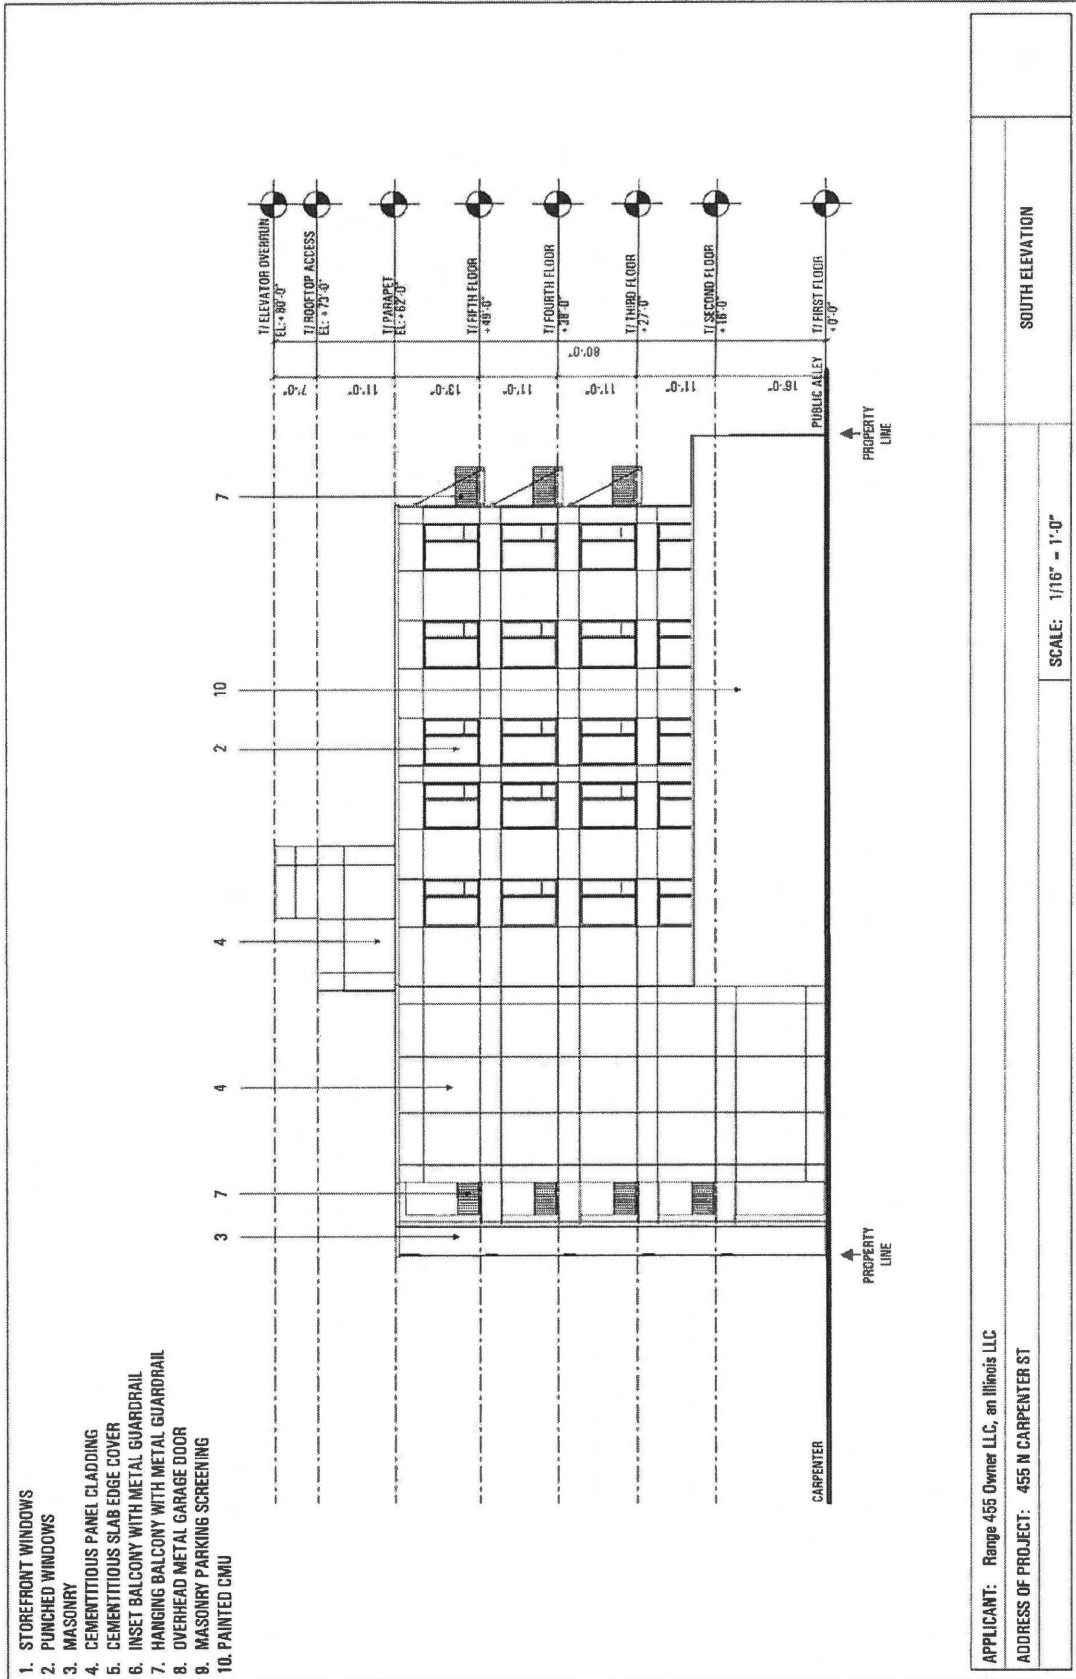 1. STOREFRONT WINDOWS
2. PUNCHED WINDOWS
3. MASONRY
4. CEMENTITIOUS PANEL CLADDING
5. CEMENTITIOUS SLAB EDGE COVER
6. INSET BALCONY WITH METAL GUARDRAIL
7. HANGING BALCONY WITH METAL GUARDRAIL
8. OVERHEAD METAL GARAGE DOOR
9. MASONRY PARKING SCREENING
10. PAINTED CMU
3
7
4
4
2
10
7
T/ ELEVATOR OVERRUN
EL: +80'-0"
T/ ROOFTOP ACCESS
EL: +73'-0"
T/ PARAPET
EL: +62'-0"
T/ FIFTH FLOOR
+49'-0"
T/ FOURTH FLOOR
+38'-0"
T/ THIRD FLOOR
+27'-0"
T/ SECOND FLOOR
+16'-0"
T/ FIRST FLOOR
+0'-0"
7'-0"
11'-0"
13'-0"
11'-0"
11'-0"
11'-0"
16'-0"
80'-0"
CARPENTER
PUBLIC ALLEY
PROPERTY
LINE
PROPERTY
LINE
APPLICANT: Range 455 Owner LLC, an Illinois LLC
ADDRESS OF PROJECT: 455 N CARPENTER ST
SCALE: 1/16" = 1'-0"
SOUTH ELEVATION